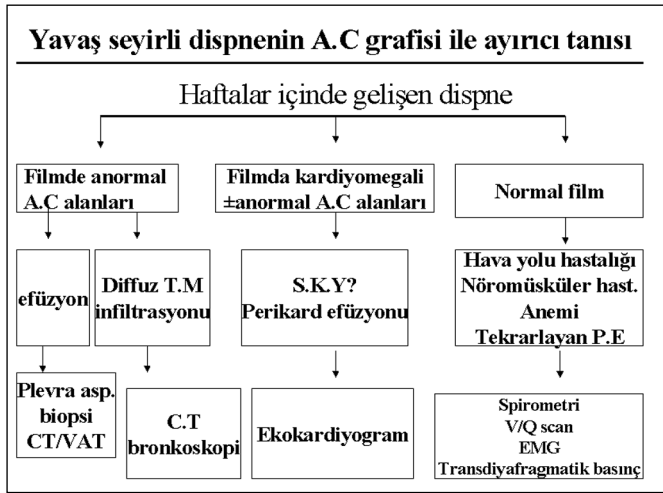 Yavaş seyirli dispnenin A.C grafisi ile ayırıcı tanısı
Haftalar içinde gelişen dispne
Filmde anormal
A.C alanları
Filmda kardiyomegali
±anormal A.C alanları
Normal film
efüzyon
Diffuz T.M
infiltrasyonu
S.K.Y?
Perikard efüzyonu
Hava yolu hastalığı
Nöromüsküler hast.
Anemi
Tekrarlayan P.E
Plevra asp.
biopsi
CT/VAT
C.T
bronkoskopi
Ekokardiyogram
Spirometri
V/Q scan
EMG
Transdiyafragmatik basınç